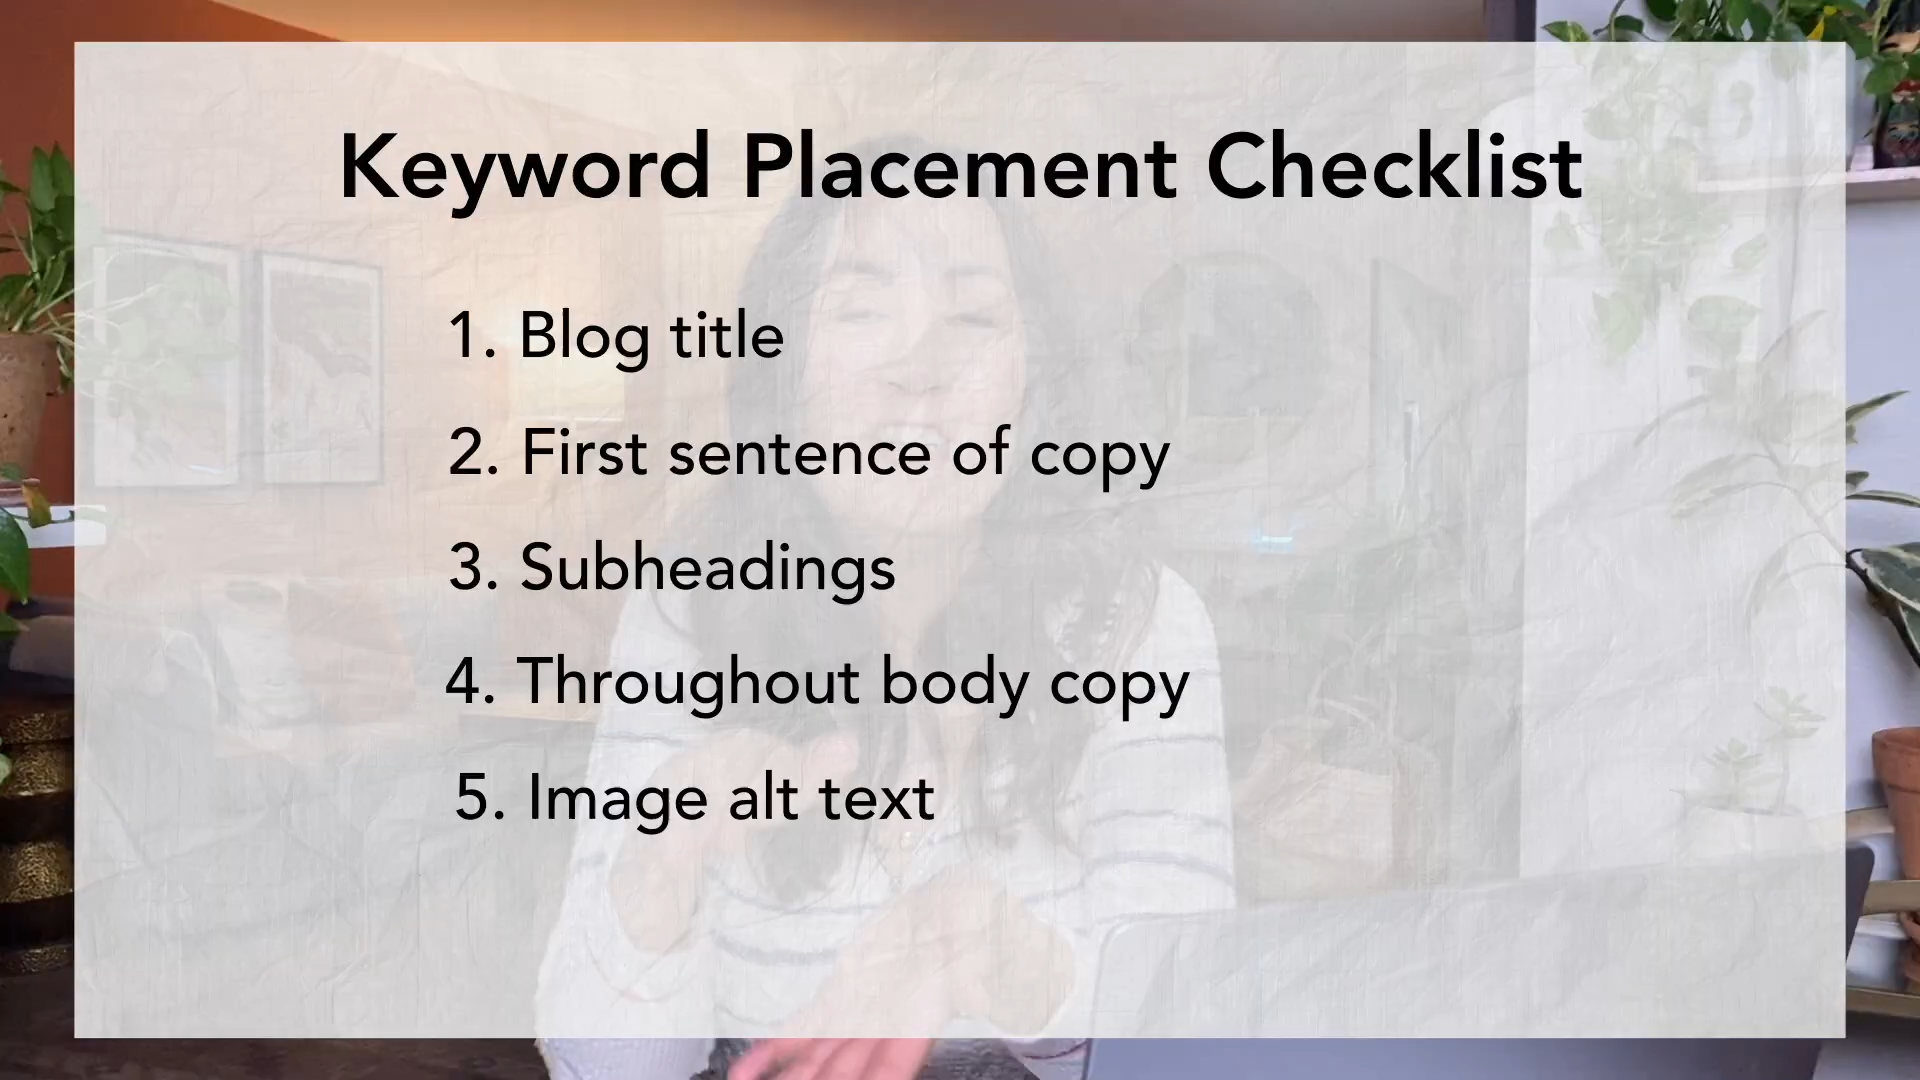 Keyword Placement Checklist
1. Blog title
2. First sentence of copy
3. Subheadings
4. Throughout body copy
5. Image alt text